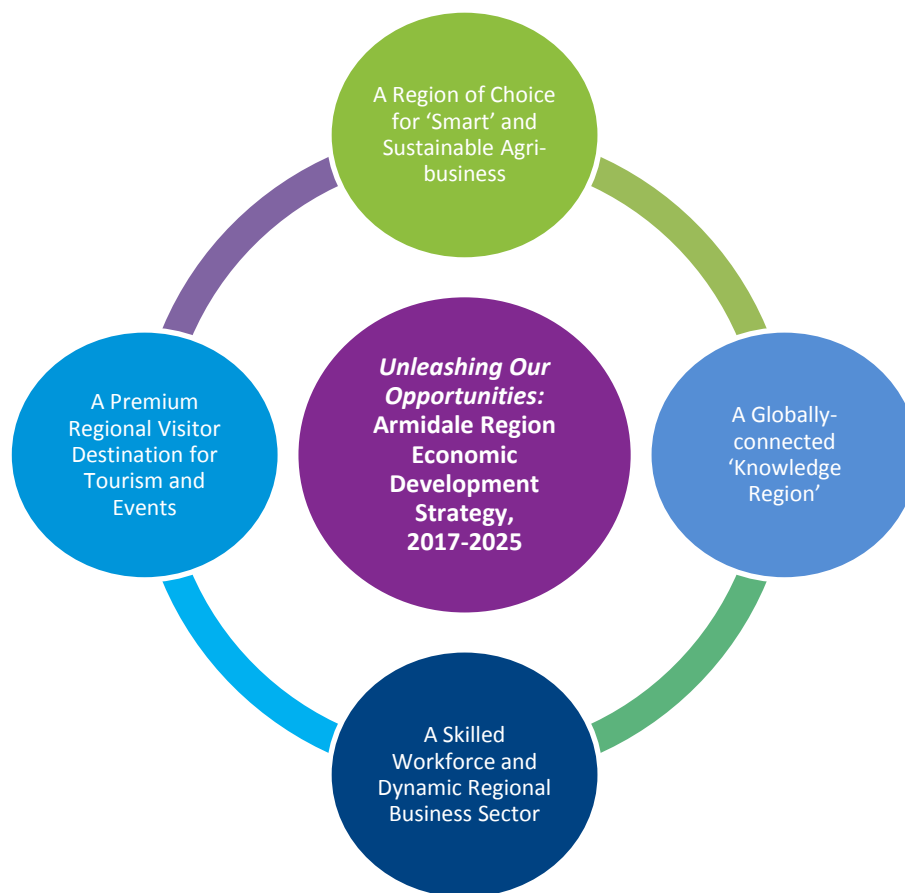 A Region of Choice
for ‘Smart’ and
Sustainable Agri-
business
Unleashing Our
Opportunities:
Armidale Region
Economic
Development
Strategy,
2017-2025
A Premium
Regional Visitor
Destination for
Tourism and
Events
A Globally-
connected
‘Knowledge
Region’
A Skilled
Workforce and
Dynamic Regional
Business Sector